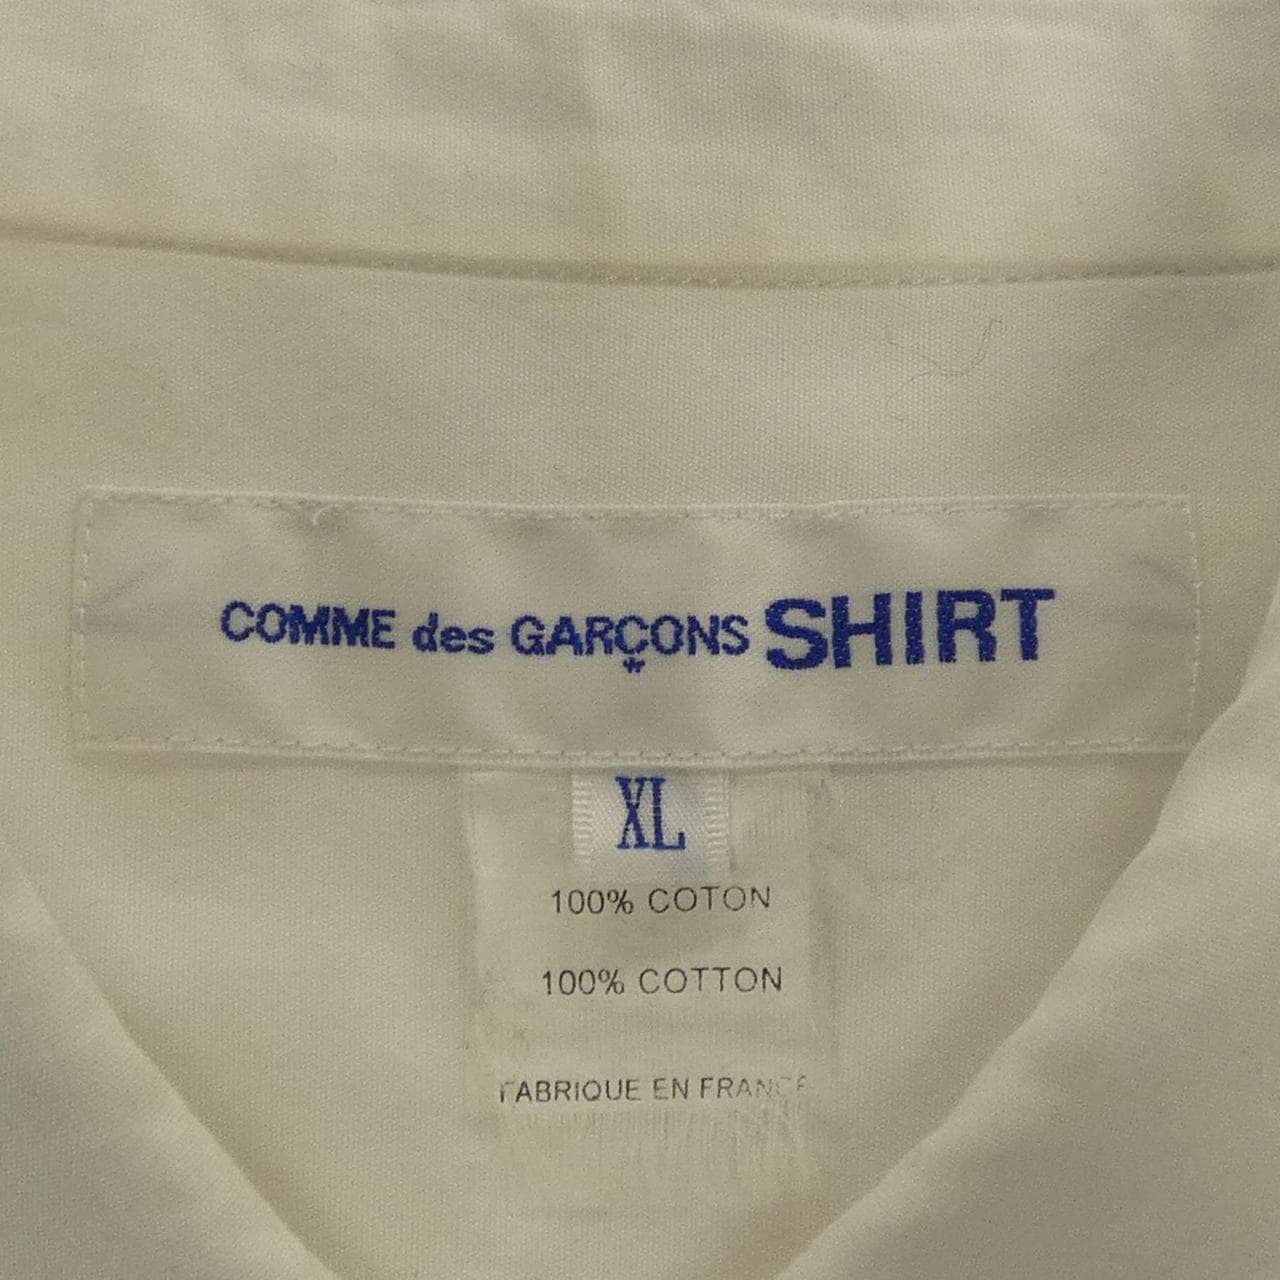 COMME des GARÇONS SHIRT
XL
100% COTON
100% COTTON
FABRIQUE EN FRANCE